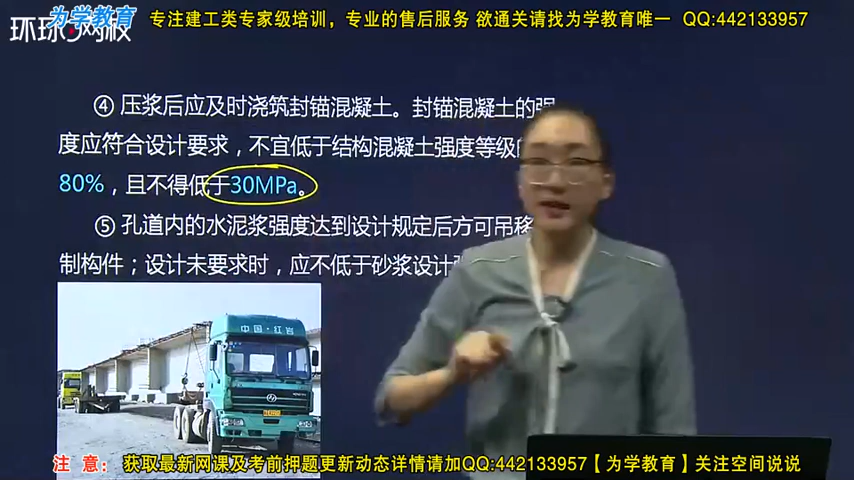 为学教育
环球网校
专注建工类专家级培训，专业的售后服务 欲通关请找为学教育唯一 QQ:442133957
④ 压浆后应及时浇筑封锚混凝土。封锚混凝土的强
度应符合设计要求，不宜低于结构混凝土强度等级的
80%，且不得低于30MPa。
⑤ 孔道内的水泥浆强度达到设计规定后方可吊移
制构件；设计未要求时，应不低于砂浆设计强
中国·红岩
注 意： 获取最新网课及考前押题更新动态详情请加QQ:442133957【为学教育】关注空间说说